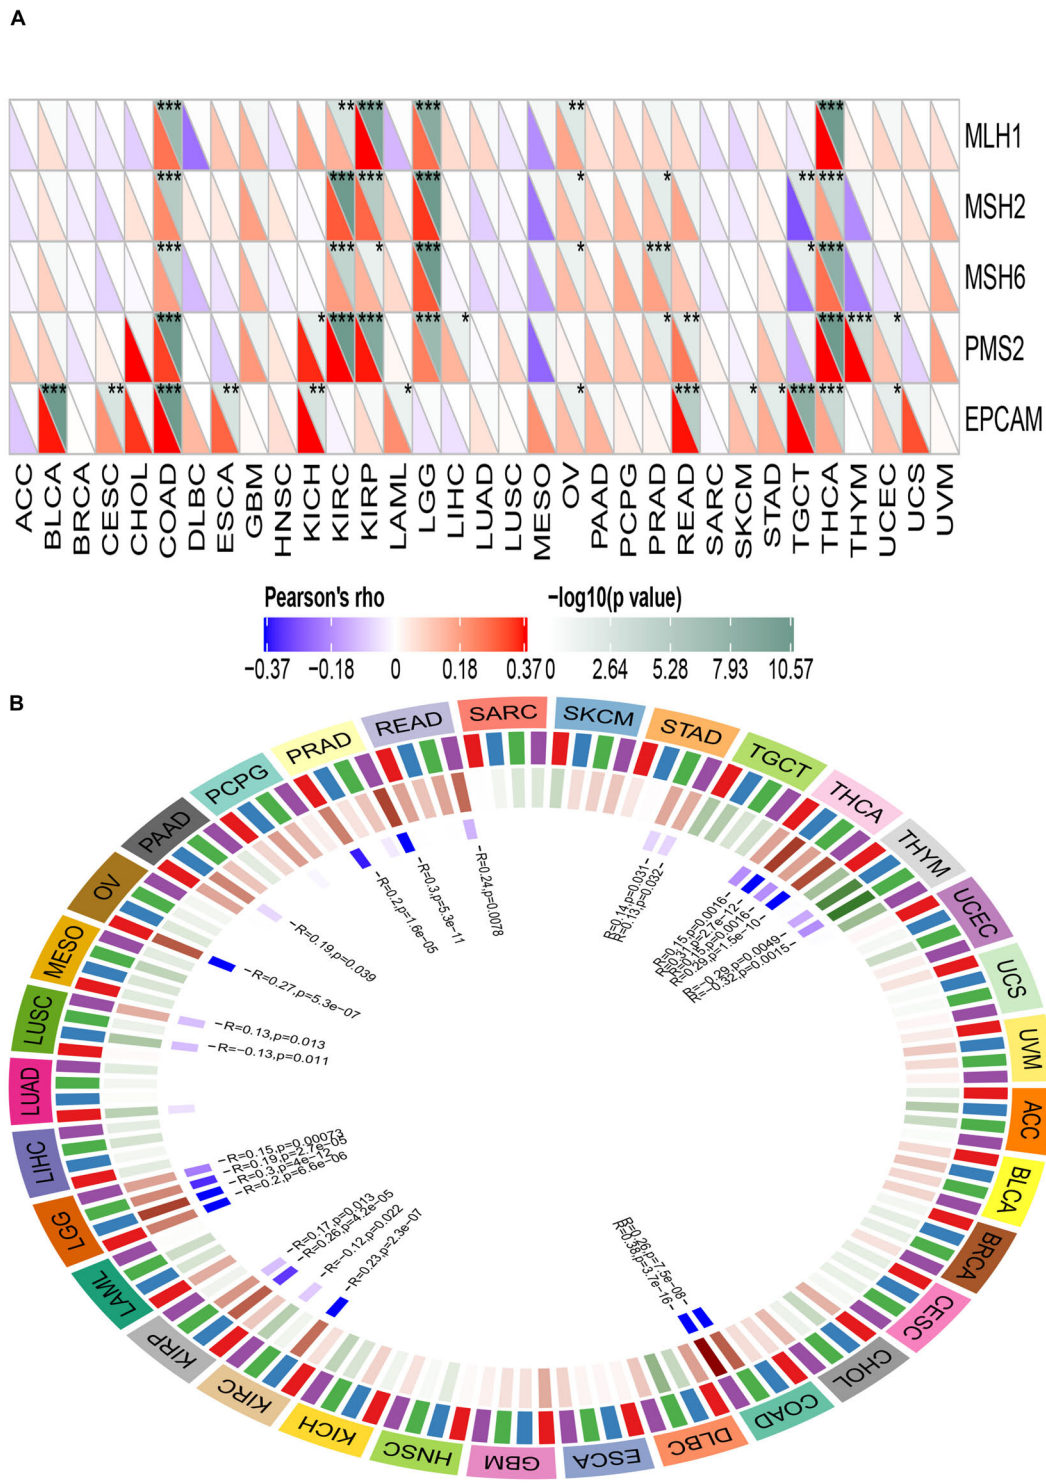 A
*** ** *** *** ** ***
MLH1
*** *** *** *** * * ** ***
MSH2
*** *** * *** * *** * ***
MSH6
*** * *** *** *** * * ** *** *** *
PMS2
*** ** *** ** ** * * *** * * *** *** *
EPCAM
ACC BLCA BRCA CESC CHOL COAD DLBC ESCA GBM HNSC KICH KIRC KIRP LAML LGG LIHC LUAD LUSC MESO OV PAAD PCPG PRAD READ SARC SKCM STAD TGCT THCA THYM UCEC UCS UVM
Pearson's rho
−0.37 −0.18 0 0.18 0.37
−log10(p value)
0 2.64 5.28 7.93 10.57
B
SARC
SKCM
STAD
TGCT
THCA
THYM
UCEC
UCS
UVM
ACC
BLCA
BRCA
CESC
CHOL
COAD
DLBC
ESCA
GBM
HNSC
KICH
KIRC
KIRP
LAML
LGG
LIHC
LUAD
LUSC
MESO
OV
PAAD
PCPG
PRAD
READ
R=0.14,p=0.031
R=0.13,p=0.032
R=0.15,p=0.0016
R=0.31,p=2.7e−12
R=0.15,p=0.0016
R=0.29,p=1.5e−10
R=−0.29,p=0.0049
R=−0.32,p=0.0015
R=0.26,p=7.5e−08
R=0.38,p=3.7e−16
R=0.23,p=2.3e−07
R=−0.12,p=0.022
R=0.26,p=4.2e−05
R=0.17,p=0.013
R=0.2,p=6.6e−06
R=0.3,p=4e−12
R=0.19,p=2.7e−05
R=0.15,p=0.00073
R=−0.13,p=0.011
R=0.13,p=0.013
R=0.27,p=5.3e−07
R=0.19,p=0.039
R=0.2,p=1.6e−05
R=0.3,p=5.3e−11
R=0.24,p=0.0078